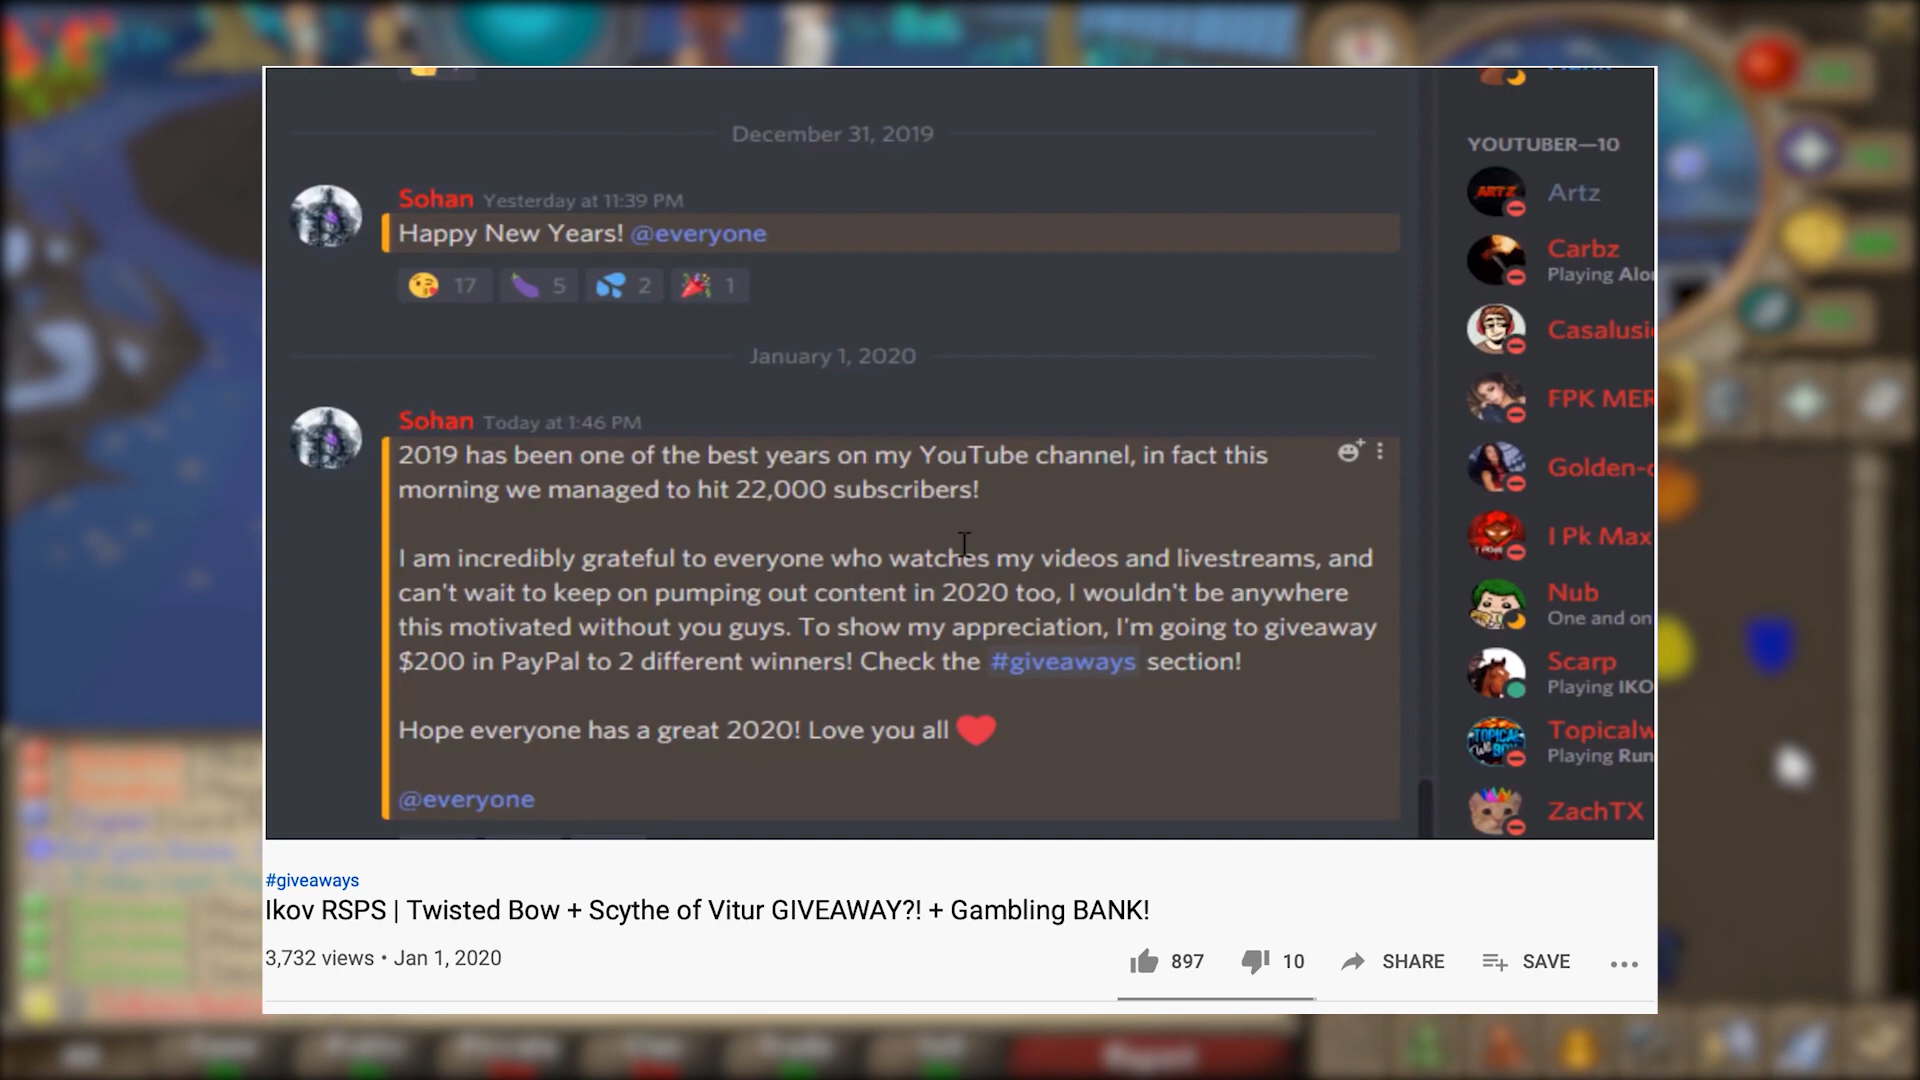 December 31, 2019
Sohan Yesterday at 11:39 PM
Happy New Years! @everyone
17 5 2 1
January 1, 2020
Sohan Today at 1:46 PM
2019 has been one of the best years on my YouTube channel, in fact this
morning we managed to hit 22,000 subscribers!
I am incredibly grateful to everyone who watches my videos and livestreams, and
can't wait to keep on pumping out content in 2020 too, I wouldn't be anywhere
this motivated without you guys. To show my appreciation, I'm going to giveaway
$200 in PayPal to 2 different winners! Check the #giveaways section!
Hope everyone has a great 2020! Love you all
@everyone
YOUTUBER—10
Artz
Carbz
Playing Alo
Casalusi
FPK MER
Golden-
I Pk Max
Nub
One and on
Scarp
Playing IKO
Topicalw
Playing Run
ZachTX
#giveaways
Ikov RSPS | Twisted Bow + Scythe of Vitur GIVEAWAY?! + Gambling BANK!
3,732 views • Jan 1, 2020
897 10 SHARE SAVE
Report